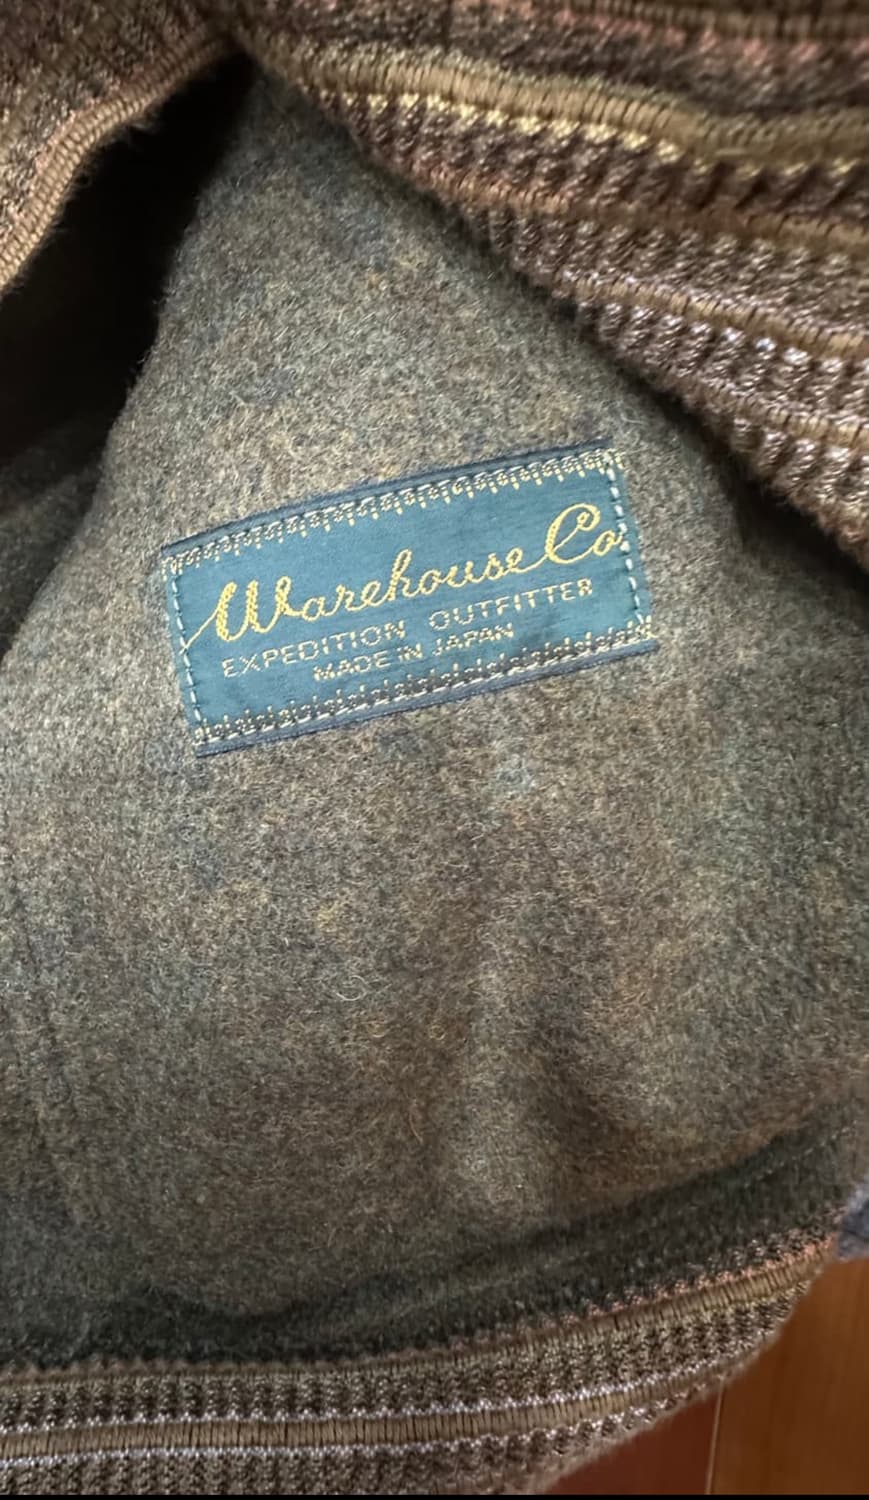 Warehouse Co
EXPEDITION OUTFITTER
MADE IN JAPAN